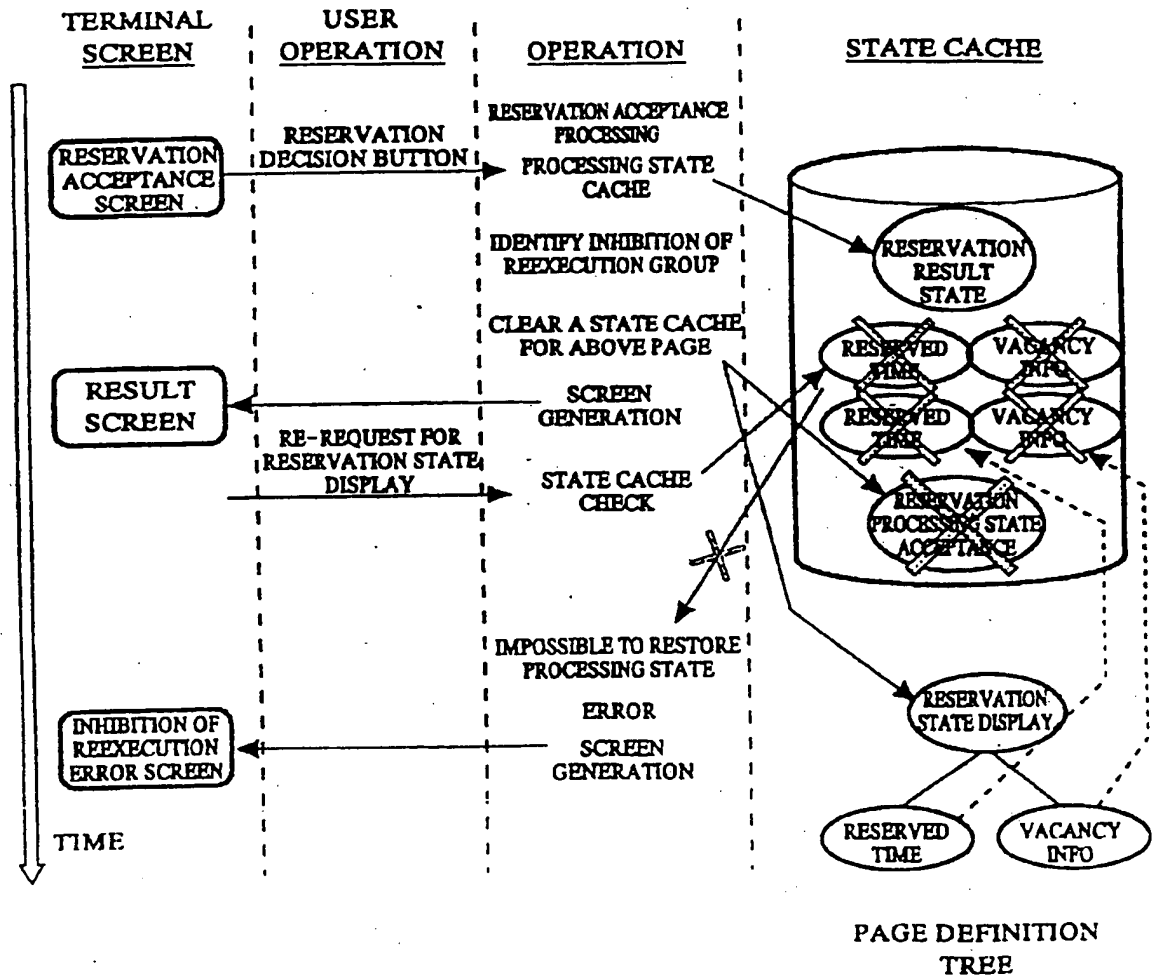 TERMINAL
SCREEN
USER
OPERATION
OPERATION
STATE CACHE
RESERVATION
ACCEPTANCE
SCREEN
RESERVATION
DECISION BUTTON
RESERVATION ACCEPTANCE
PROCESSING
PROCESSING STATE
CACHE
IDENTIFY INHIBITION OF
REEXECUTION GROUP
CLEAR A STATE CACHE
FOR ABOVE PAGE
RESERVATION
RESULT
STATE
RESERVED
TIME
VACANCY
INFO
RESERVED
TIME
VACANCY
INFO
RESERVATION
PROCESSING STATE
ACCEPTANCE
RESULT
SCREEN
SCREEN
GENERATION
RE-REQUEST FOR
RESERVATION STATE
DISPLAY
STATE CACHE
CHECK
IMPOSSIBLE TO RESTORE
PROCESSING STATE
INHIBITION OF
REEXECUTION
ERROR SCREEN
ERROR
SCREEN
GENERATION
RESERVATION
STATE DISPLAY
RESERVED
TIME
VACANCY
INFO
TIME
PAGE DEFINITION
TREE